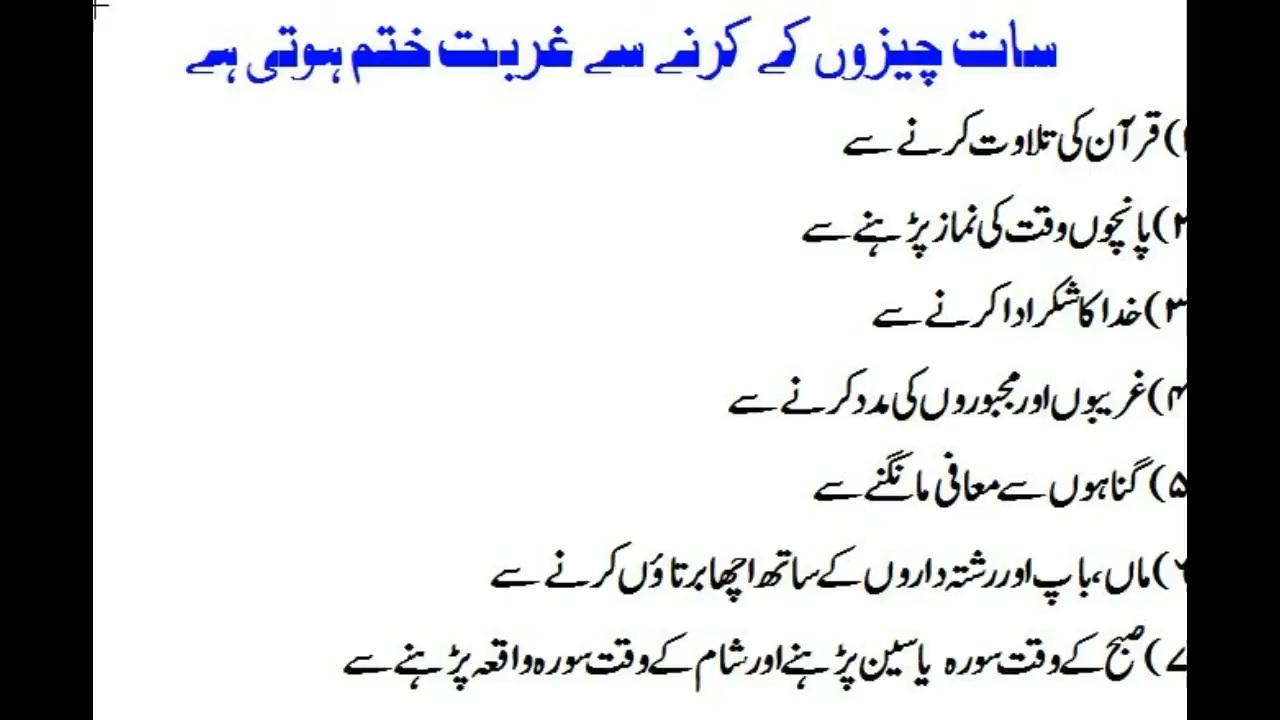 سات چیزوں کے کرنے سے غربت ختم ہوتی ہے
۱) قرآن کی تلاوت کرنے سے
۲) پانچوں وقت کی نماز پڑہنے سے
۳) خدا کا شکر ادا کرنے سے
۴) غریبوں اور مجبوروں کی مدد کرنے سے
۵) گناہوں سے معافی مانگنے سے
۶) ماں، باپ اور رشتہ داروں کے ساتھ اچھا برتاؤں کرنے سے
۷) صبح کے وقت سورہ یاسین پڑہنے اور شام کے وقت سورہ واقعہ پڑہنے سے